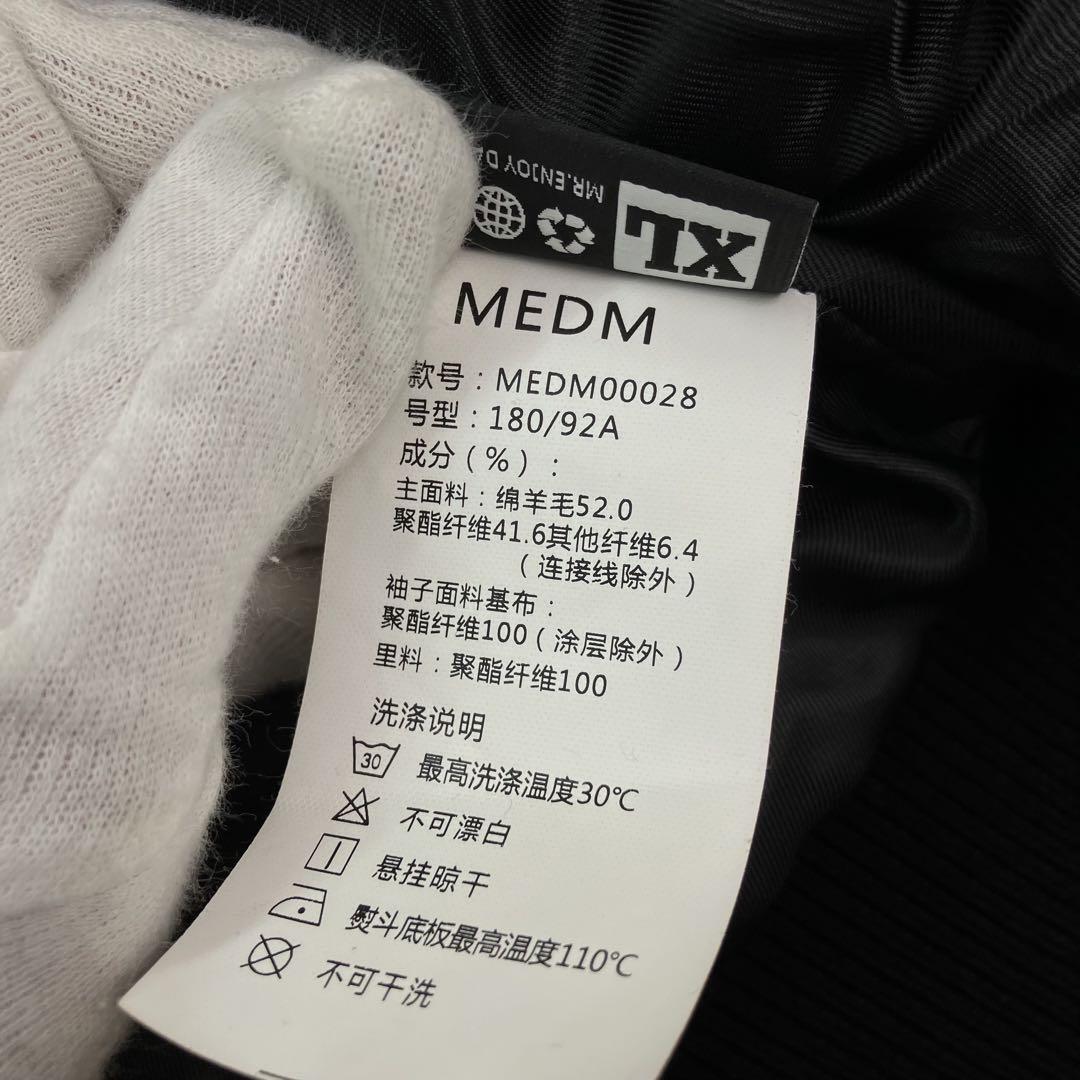 MR.ENJOY DA
XL
MEDM
款号：MEDM00028
号型：180/92A
成分（%）：
主面料：绵羊毛52.0
聚酯纤维41.6其他纤维6.4
（连接线除外）
袖子面料基布：
聚酯纤维100（涂层除外）
里料：聚酯纤维100
洗涤说明
30 最高洗涤温度30℃
不可漂白
悬挂晾干
熨斗底板最高温度110℃
不可干洗